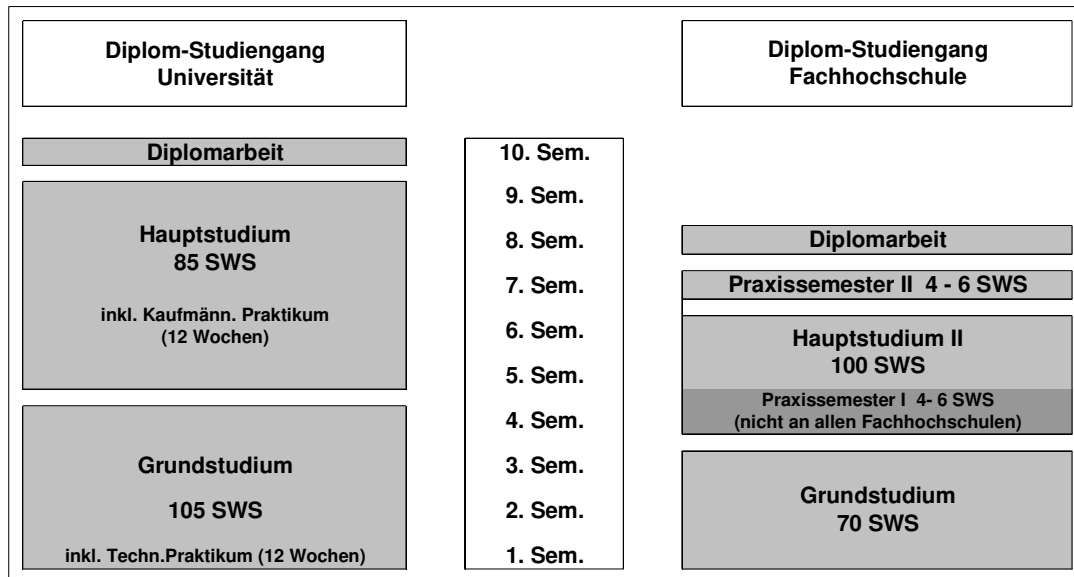 Diplom-Studiengang
Universität
Diplomarbeit
Hauptstudium
85 SWS
inkl. Kaufmänn. Praktikum
(12 Wochen)
Grundstudium
105 SWS
inkl. Techn.Praktikum (12 Wochen)
10. Sem.
9. Sem.
8. Sem.
7. Sem.
6. Sem.
5. Sem.
4. Sem.
3. Sem.
2. Sem.
1. Sem.
Diplom-Studiengang
Fachhochschule
Diplomarbeit
Praxissemester II 4 - 6 SWS
Hauptstudium II
100 SWS
Praxissemester I 4- 6 SWS
(nicht an allen Fachhochschulen)
Grundstudium
70 SWS